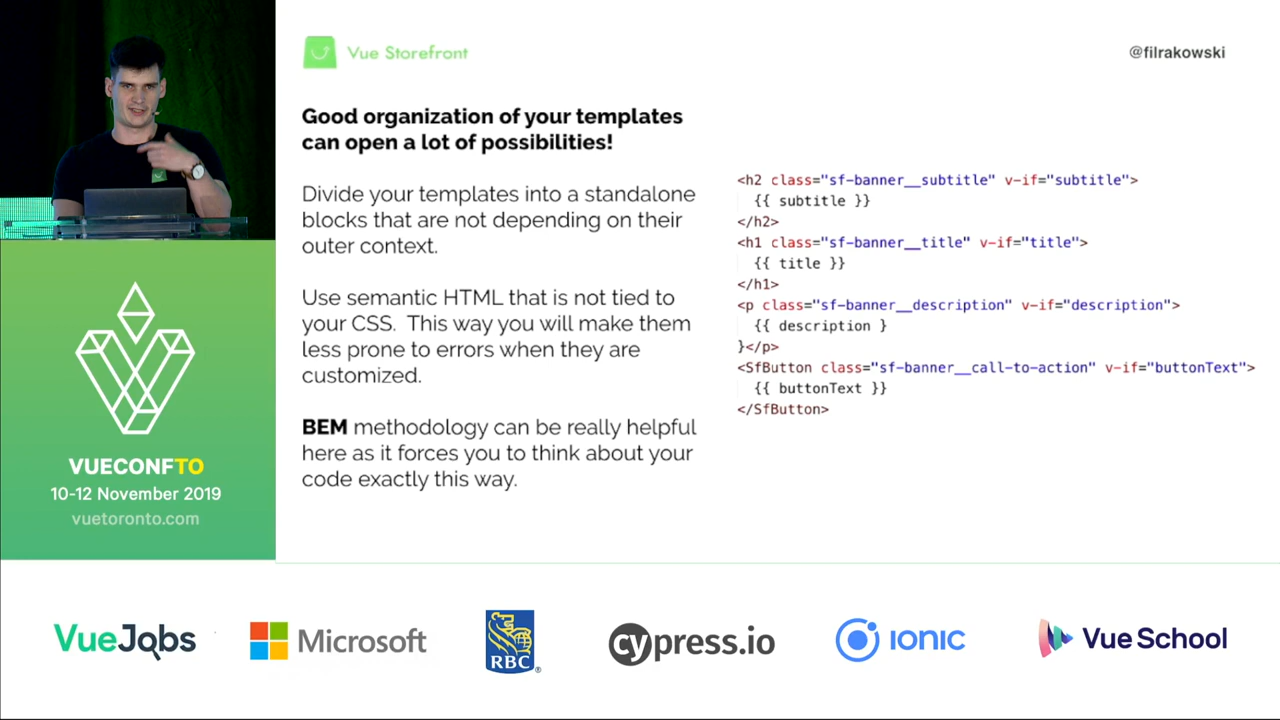 Vue Storefront
@filrakowski
Good organization of your templates
can open a lot of possibilities!
Divide your templates into a standalone
blocks that are not depending on their
outer context.
Use semantic HTML that is not tied to
your CSS. This way you will make them
less prone to errors when they are
customized.
BEM methodology can be really helpful
here as it forces you to think about your
code exactly this way.
<h2 class="sf-banner__subtitle" v-if="subtitle">
{{ subtitle }}
</h2>
<h1 class="sf-banner__title" v-if="title">
{{ title }}
</h1>
<p class="sf-banner__description" v-if="description">
{{ description }
}</p>
<SfButton class="sf-banner__call-to-action" v-if="buttonText">
{{ buttonText }}
</SfButton>
VUECONFTO
10-12 November 2019
vuetoronto.com
VueJobs
Microsoft
RBC
cypress.io
IONIC
Vue School